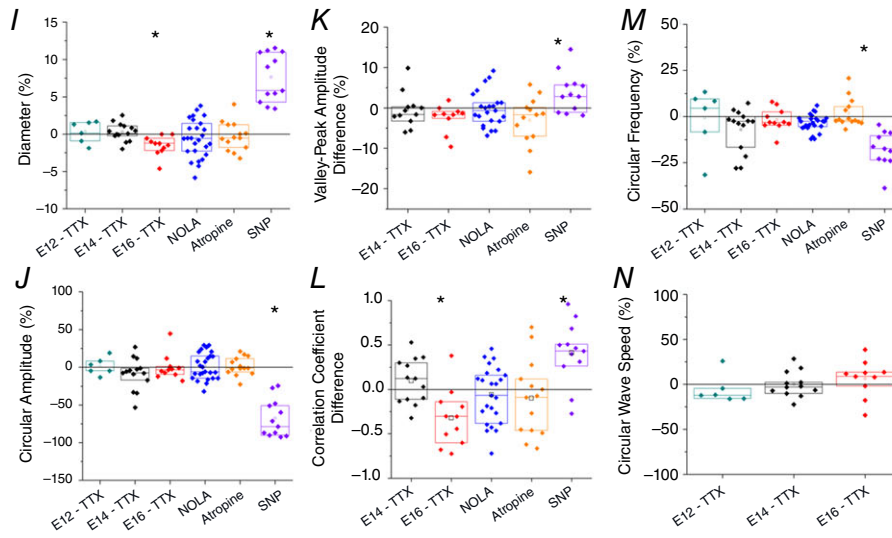 I
Diameter (%)
15
10
5
0
5
−10
*
*
E12 - TTX
E14 - TTX
E16 - TTX
NOLA
Atropine
SNP
K
Valley-Peak Amplitude
Difference (%)
20
10
0
−10
−20
*
E14 - TTX
E16 - TTX
NOLA
Atropine
SNP
M
Circular Frequency (%)
50
25
0
−25
−50
*
E12 - TTX
E14 - TTX
E16 - TTX
NOLA
Atropine
SNP
J
Circular Amplitude (%)
100
50
0
−50
−100
−150
*
E12 - TTX
E14 - TTX
E16 - TTX
NOLA
Atropine
SNP
L
Correlation Coefficient
Difference
1.0
0.5
0.0
−0.5
−1.0
*
*
E14 - TTX
E16 - TTX
NOLA
Atropine
SNP
N
Circular Wave Speed (%)
100
50
0
−50
−100
E12 - TTX
E14 - TTX
E16 - TTX